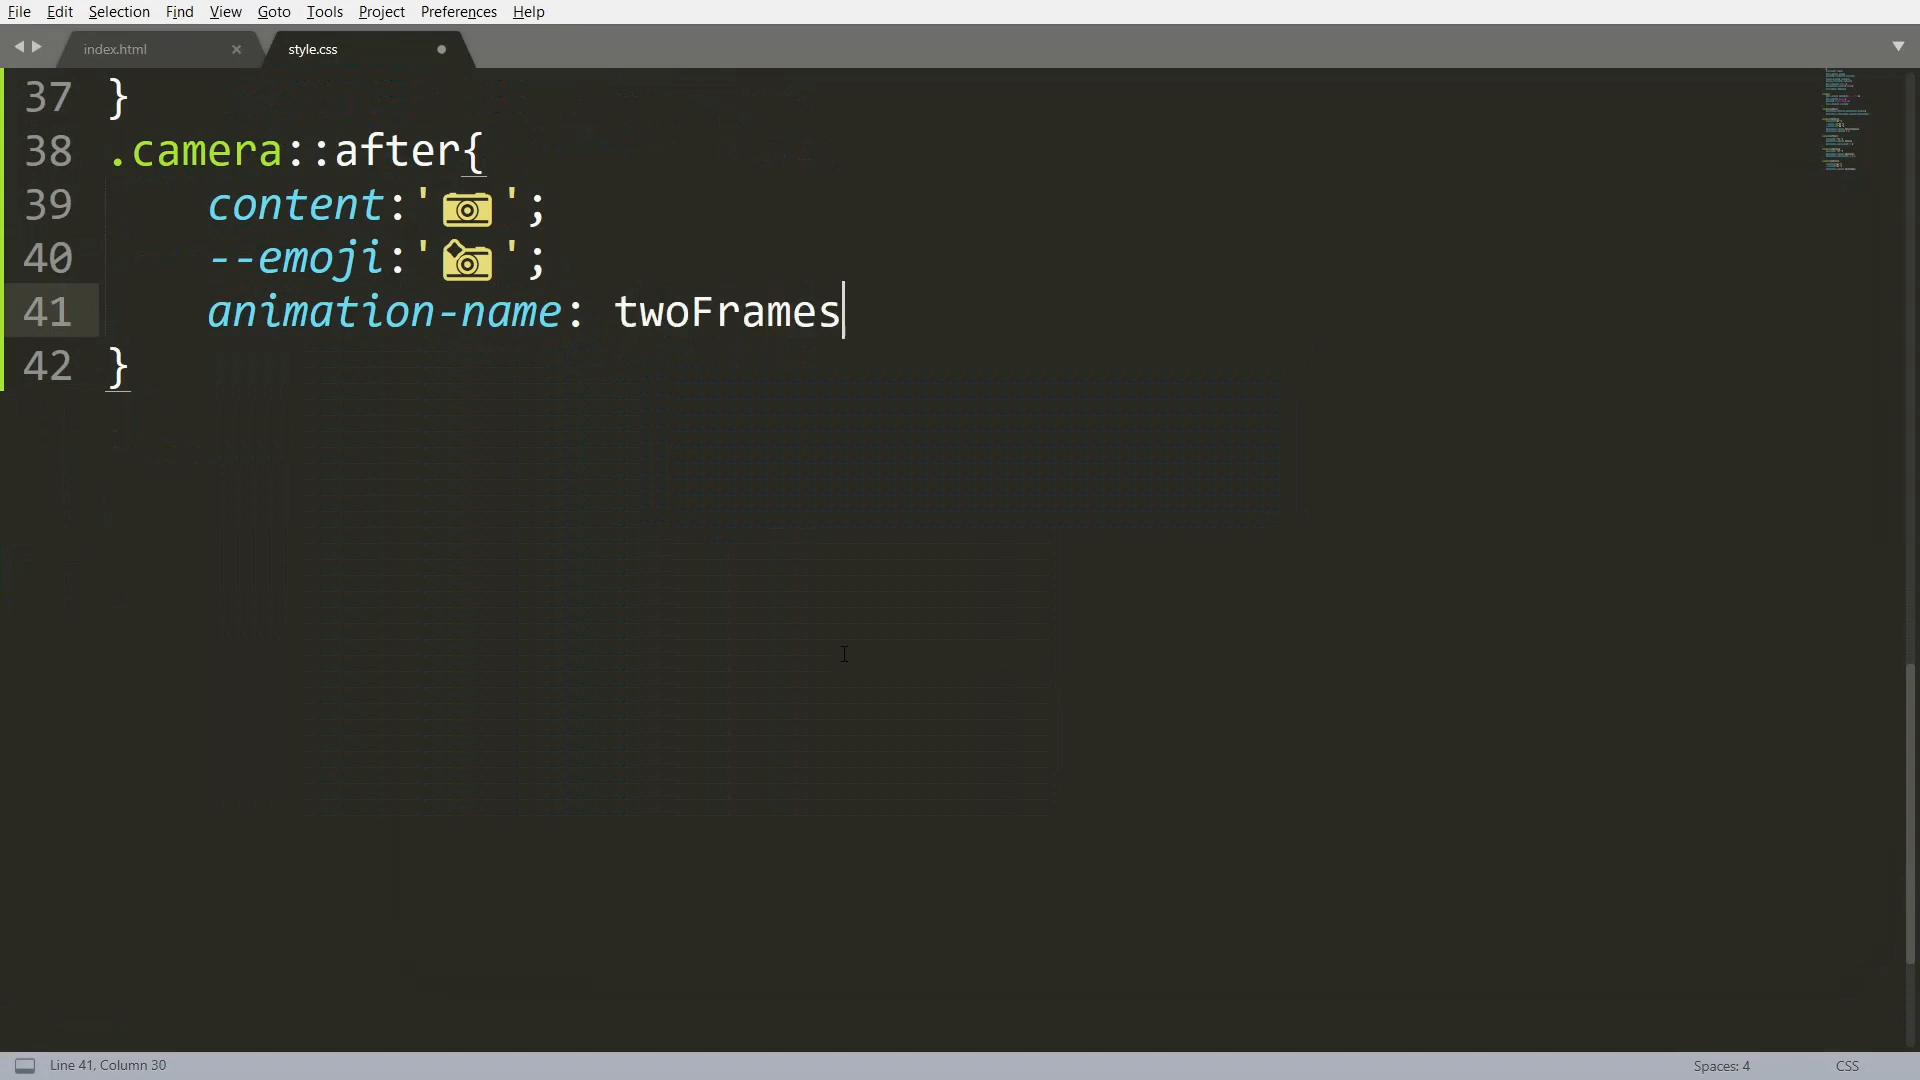 File Edit Selection Find View Goto Tools Project Preferences Help
index.html × style.css
37 }
38 .camera::after{
39 content:'📷';
40 --emoji:'📸';
41 animation-name: twoFrames
42 }
Line 41, Column 30 Spaces: 4 CSS